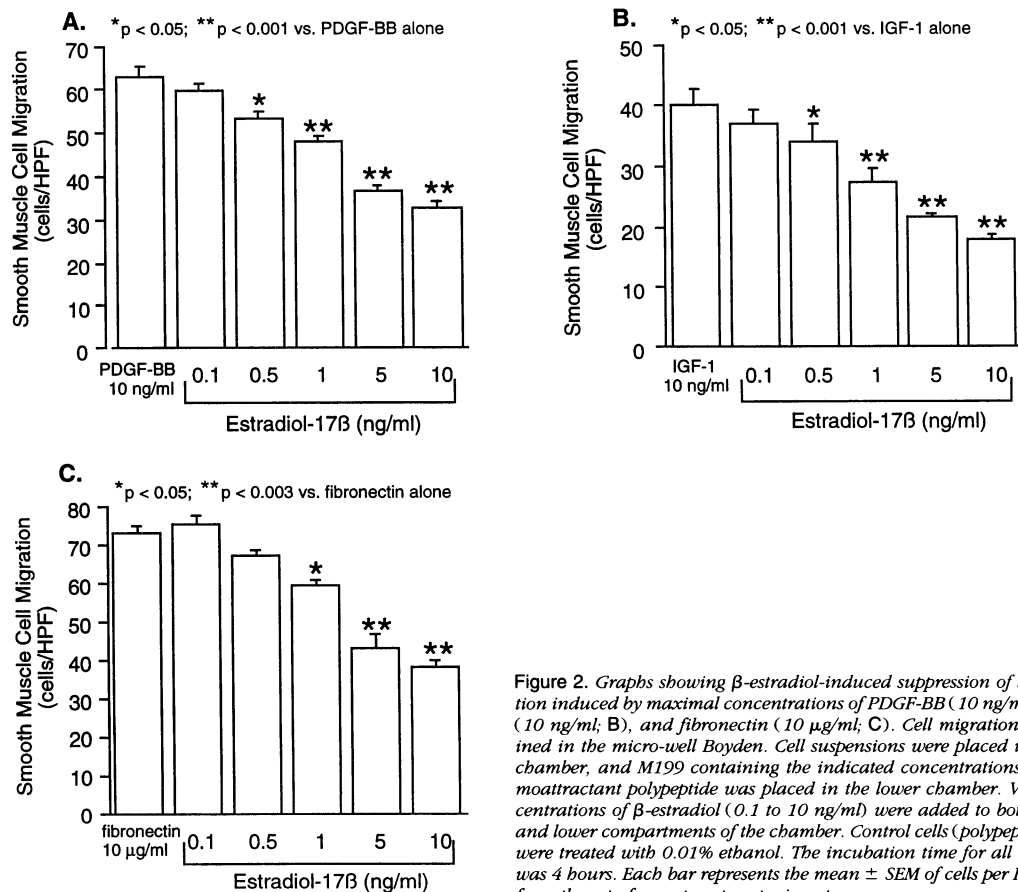 A.
*p < 0.05; **p < 0.001 vs. PDGF-BB alone
Smooth Muscle Cell Migration
(cells/HPF)
70
60
50
40
30
20
10
0
*
**
**
**
PDGF-BB
10 ng/ml
0.1 0.5 1 5 10
Estradiol-17ß (ng/ml)
B.
*p < 0.05; **p < 0.001 vs. IGF-1 alone
Smooth Muscle Cell Migration
(cells/HPF)
50
40
30
20
10
0
*
**
**
**
IGF-1
10 ng/ml
0.1 0.5 1 5 10
Estradiol-17ß (ng/ml)
C.
*p < 0.05; **p < 0.003 vs. fibronectin alone
Smooth Muscle Cell Migration
(cells/HPF)
80
70
60
50
40
30
20
10
0
*
**
**
fibronectin
10 µg/ml
0.1 0.5 1 5 10
Estradiol-17ß (ng/ml)
Figure 2. Graphs showing β-estradiol-induced suppression of
tion induced by maximal concentrations of PDGF-BB (10 ng/m
(10 ng/ml; B), and fibronectin (10 µg/ml; C). Cell migration
ined in the micro-well Boyden. Cell suspensions were placed
chamber, and M199 containing the indicated concentrations
moattractant polypeptide was placed in the lower chamber. V
centrations of β-estradiol (0.1 to 10 ng/ml) were added to bo
and lower compartments of the chamber. Control cells (polypep
were treated with 0.01% ethanol. The incubation time for all
was 4 hours. Each bar represents the mean ± SEM of cells per